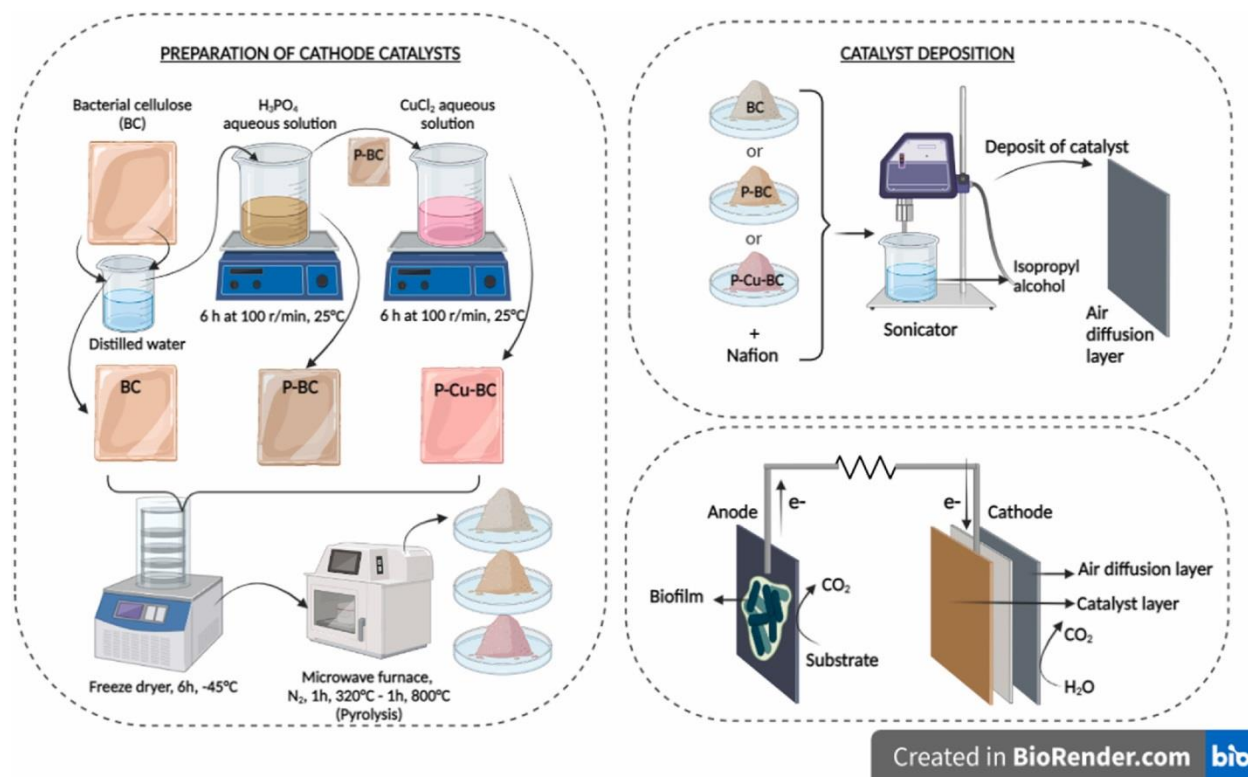 PREPARATION OF CATHODE CATALYSTS
Bacterial cellulose
(BC)
H₃PO₄
aqueous solution
CuCl₂ aqueous
solution
P-BC
6 h at 100 r/min, 25°C
6 h at 100 r/min, 25°C
Distilled water
BC
P-BC
P-Cu-BC
Freeze dryer, 6h, -45°C
Microwave furnace,
N₂, 1h, 320°C - 1h, 800°C
(Pyrolysis)
CATALYST DEPOSITION
BC
or
P-BC
or
P-Cu-BC
+
Nafion
Sonicator
Deposit of catalyst
Isopropyl
alcohol
Air
diffusion
layer
Anode
e-
e-
Cathode
Biofilm
CO₂
Substrate
Air diffusion layer
Catalyst layer
CO₂
H₂O
Created in BioRender.com bio